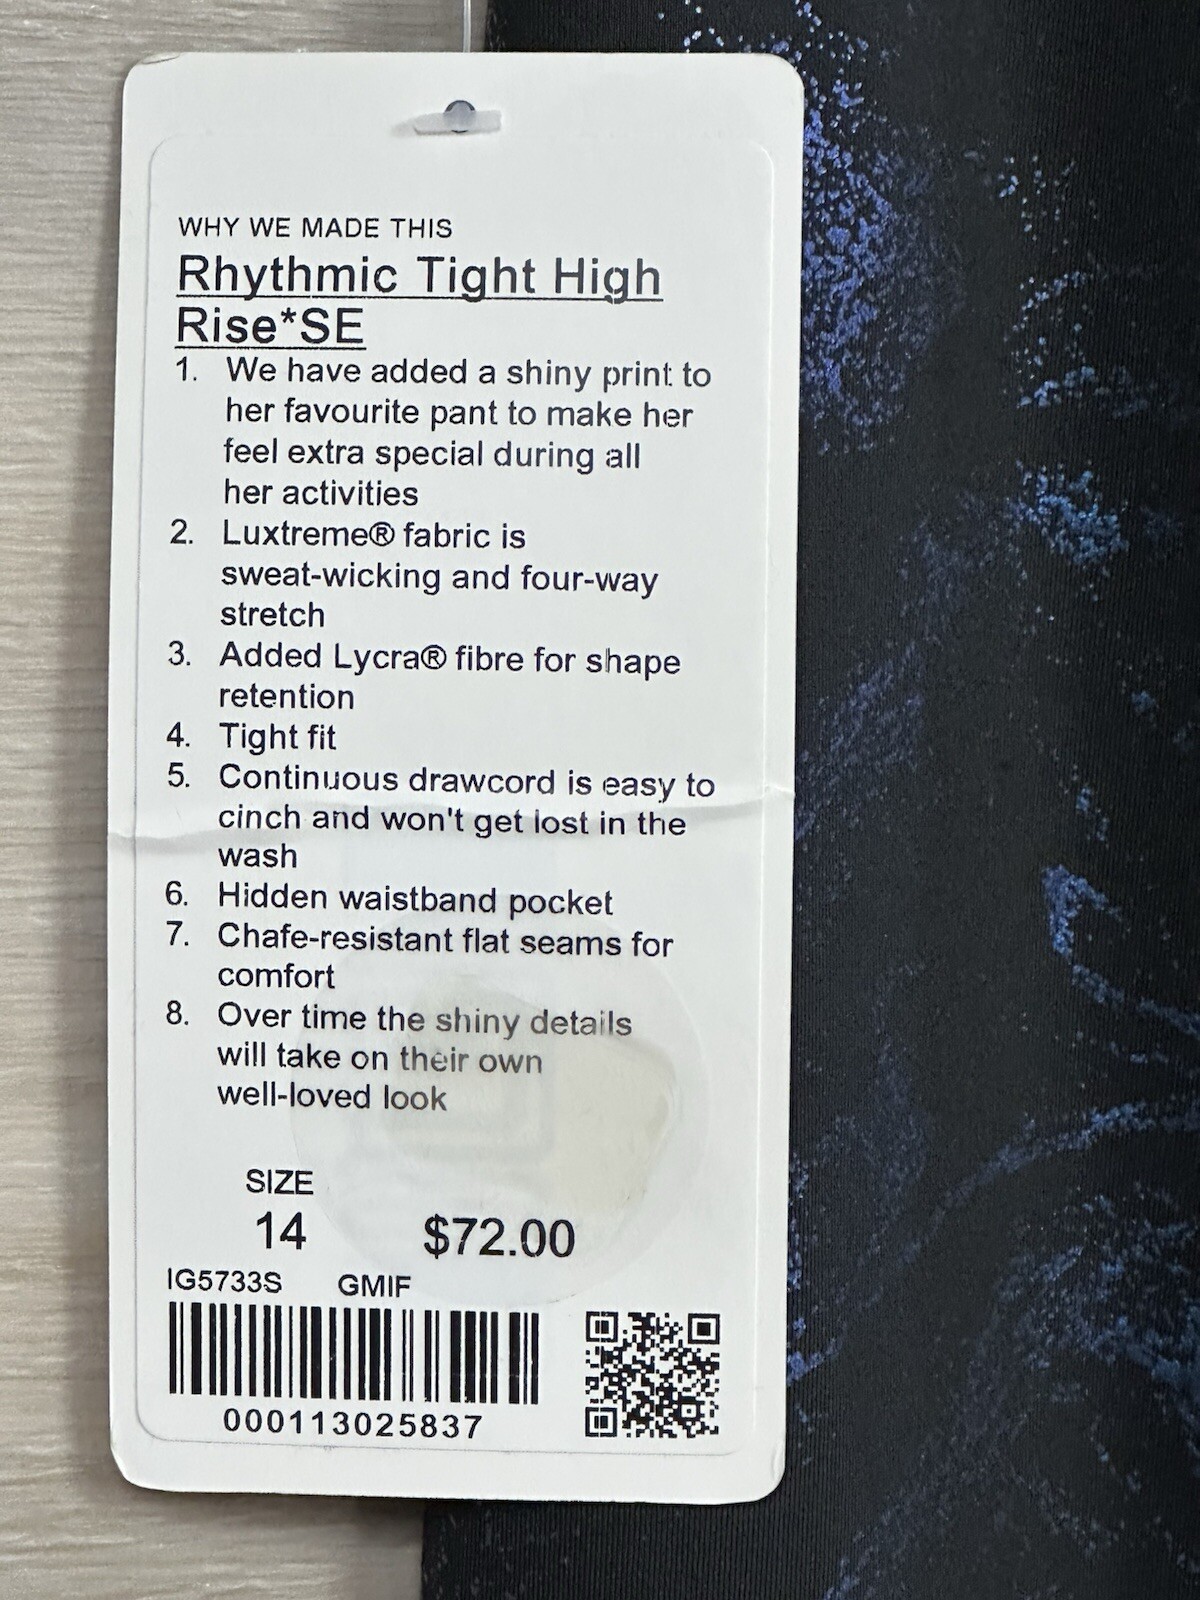 WHY WE MADE THIS
Rhythmic Tight High
Rise*SE
1. We have added a shiny print to
her favourite pant to make her
feel extra special during all
her activities
2. Luxtreme® fabric is
sweat-wicking and four-way
stretch
3. Added Lycra® fibre for shape
retention
4. Tight fit
5. Continuous drawcord is easy to
cinch and won't get lost in the
wash
6. Hidden waistband pocket
7. Chafe-resistant flat seams for
comfort
8. Over time the shiny details
will take on their own
well-loved look
SIZE
14 $72.00
IG5733S GMIF
000113025837